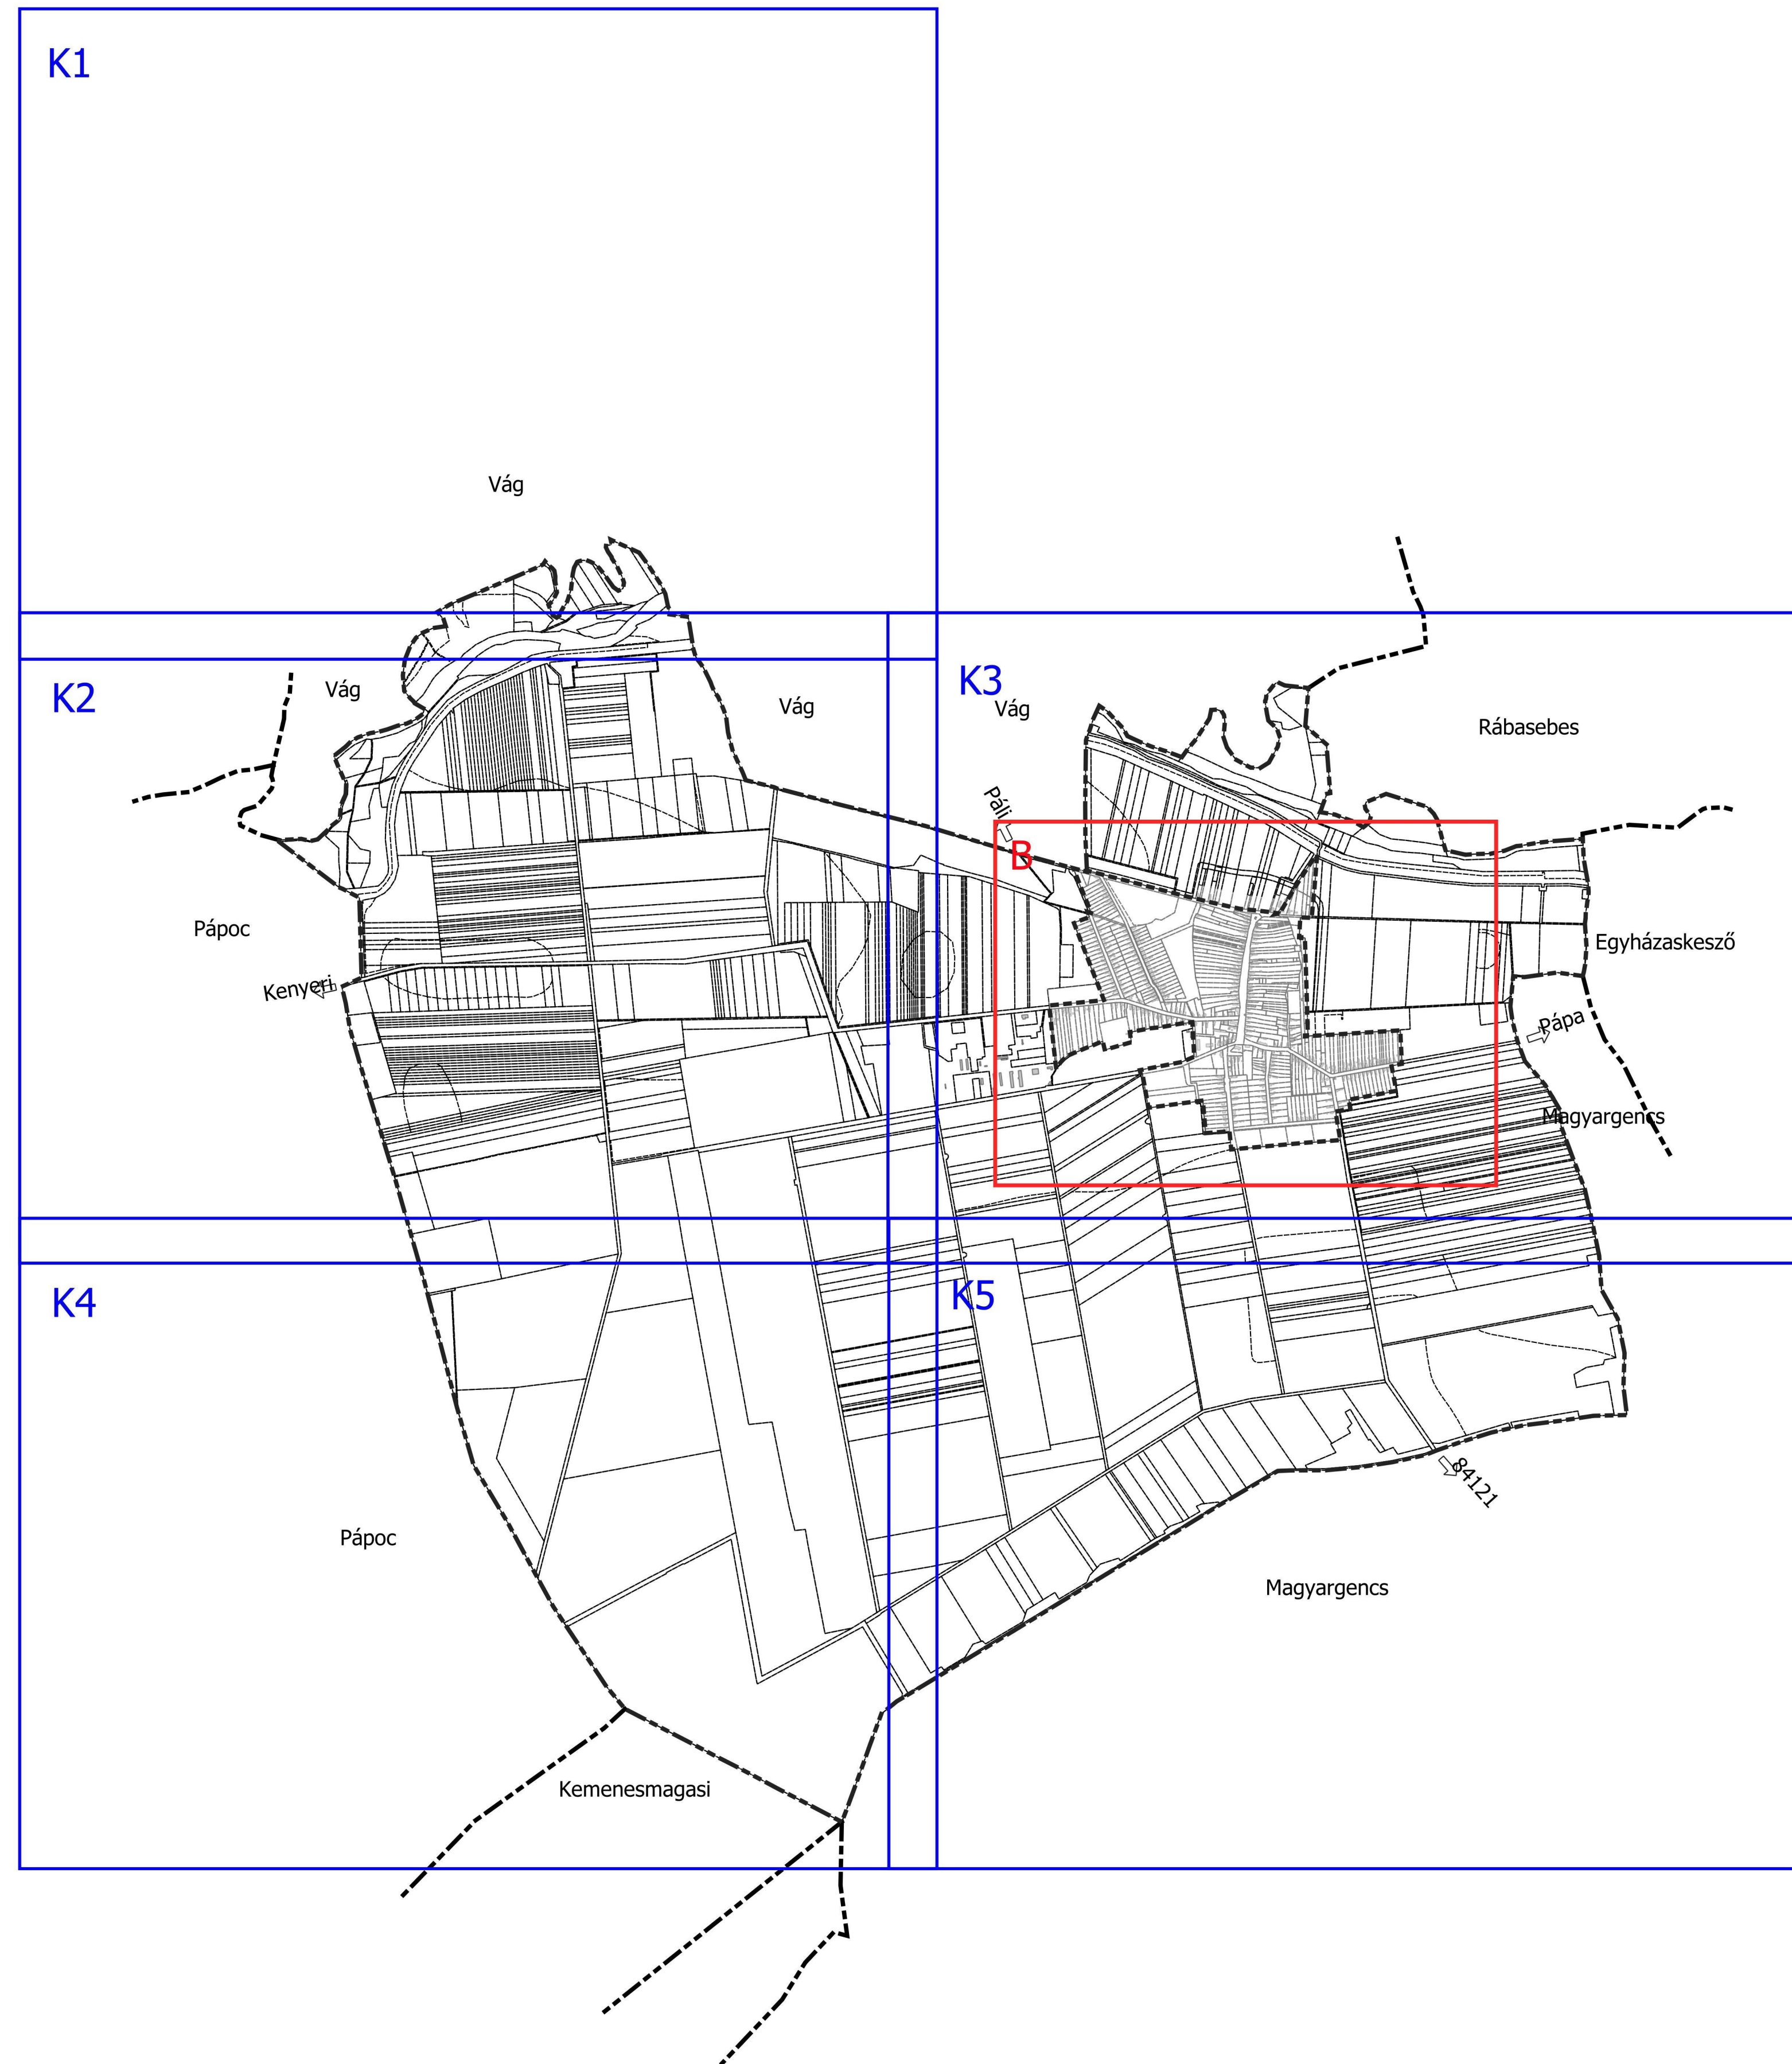 K1
Vág
K2
Vág
Vág
K3
Vág
Rábasebes
Páli
B
Pápoc
Egyházaskesző
Kenyeri
Pápa
Magyargencs
K4
K5
84121
Pápoc
Magyargencs
Kemenesmagasi